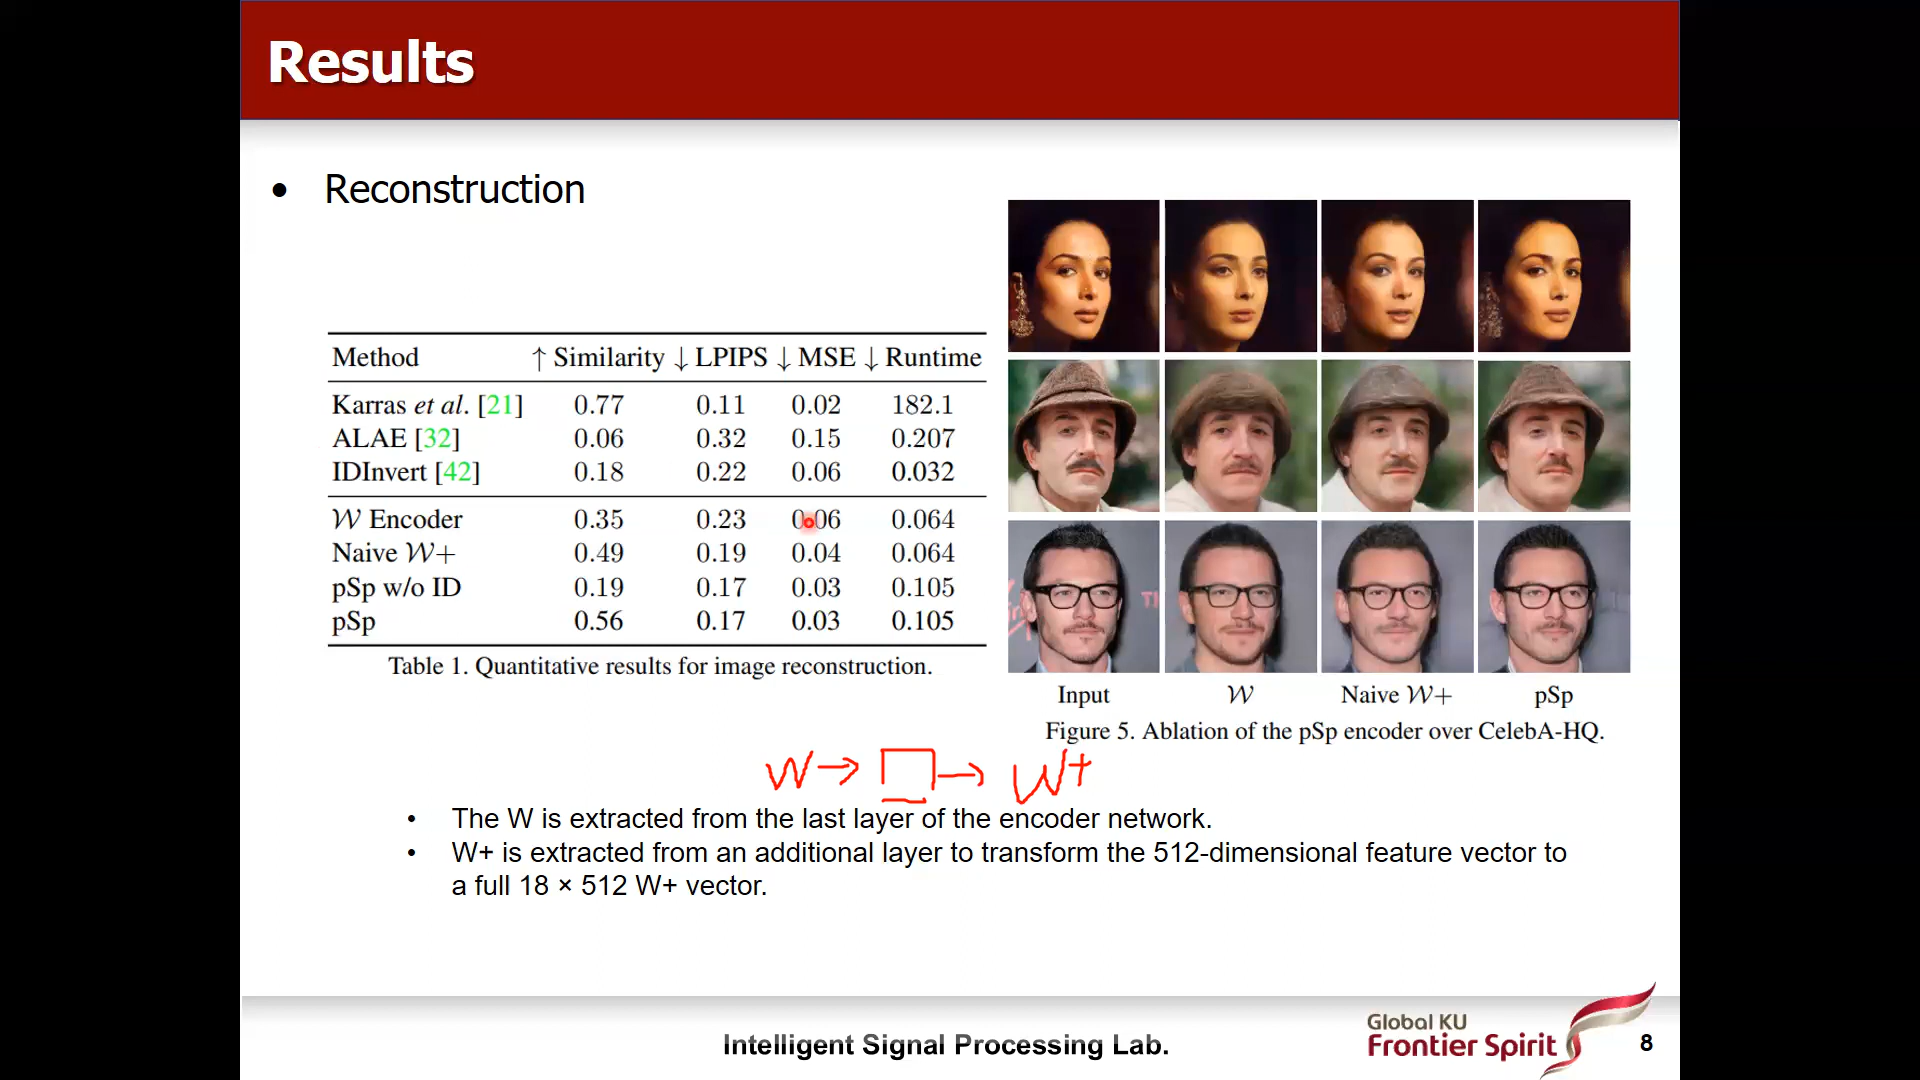 Results
• Reconstruction
Method ↑ Similarity ↓ LPIPS ↓ MSE ↓ Runtime
Karras et al. [21] 0.77 0.11 0.02 182.1
ALAE [32] 0.06 0.32 0.15 0.207
IDInvert [42] 0.18 0.22 0.06 0.032
𝒲 Encoder 0.35 0.23 0.06 0.064
Naive 𝒲+ 0.49 0.19 0.04 0.064
pSp w/o ID 0.19 0.17 0.03 0.105
pSp 0.56 0.17 0.03 0.105
Table 1. Quantitative results for image reconstruction.
Input 𝒲 Naive 𝒲+ pSp
Figure 5. Ablation of the pSp encoder over CelebA-HQ.
W → □ → W+
• The W is extracted from the last layer of the encoder network.
• W+ is extracted from an additional layer to transform the 512-dimensional feature vector to
a full 18 × 512 W+ vector.
Intelligent Signal Processing Lab.
Global KU
Frontier Spirit
8